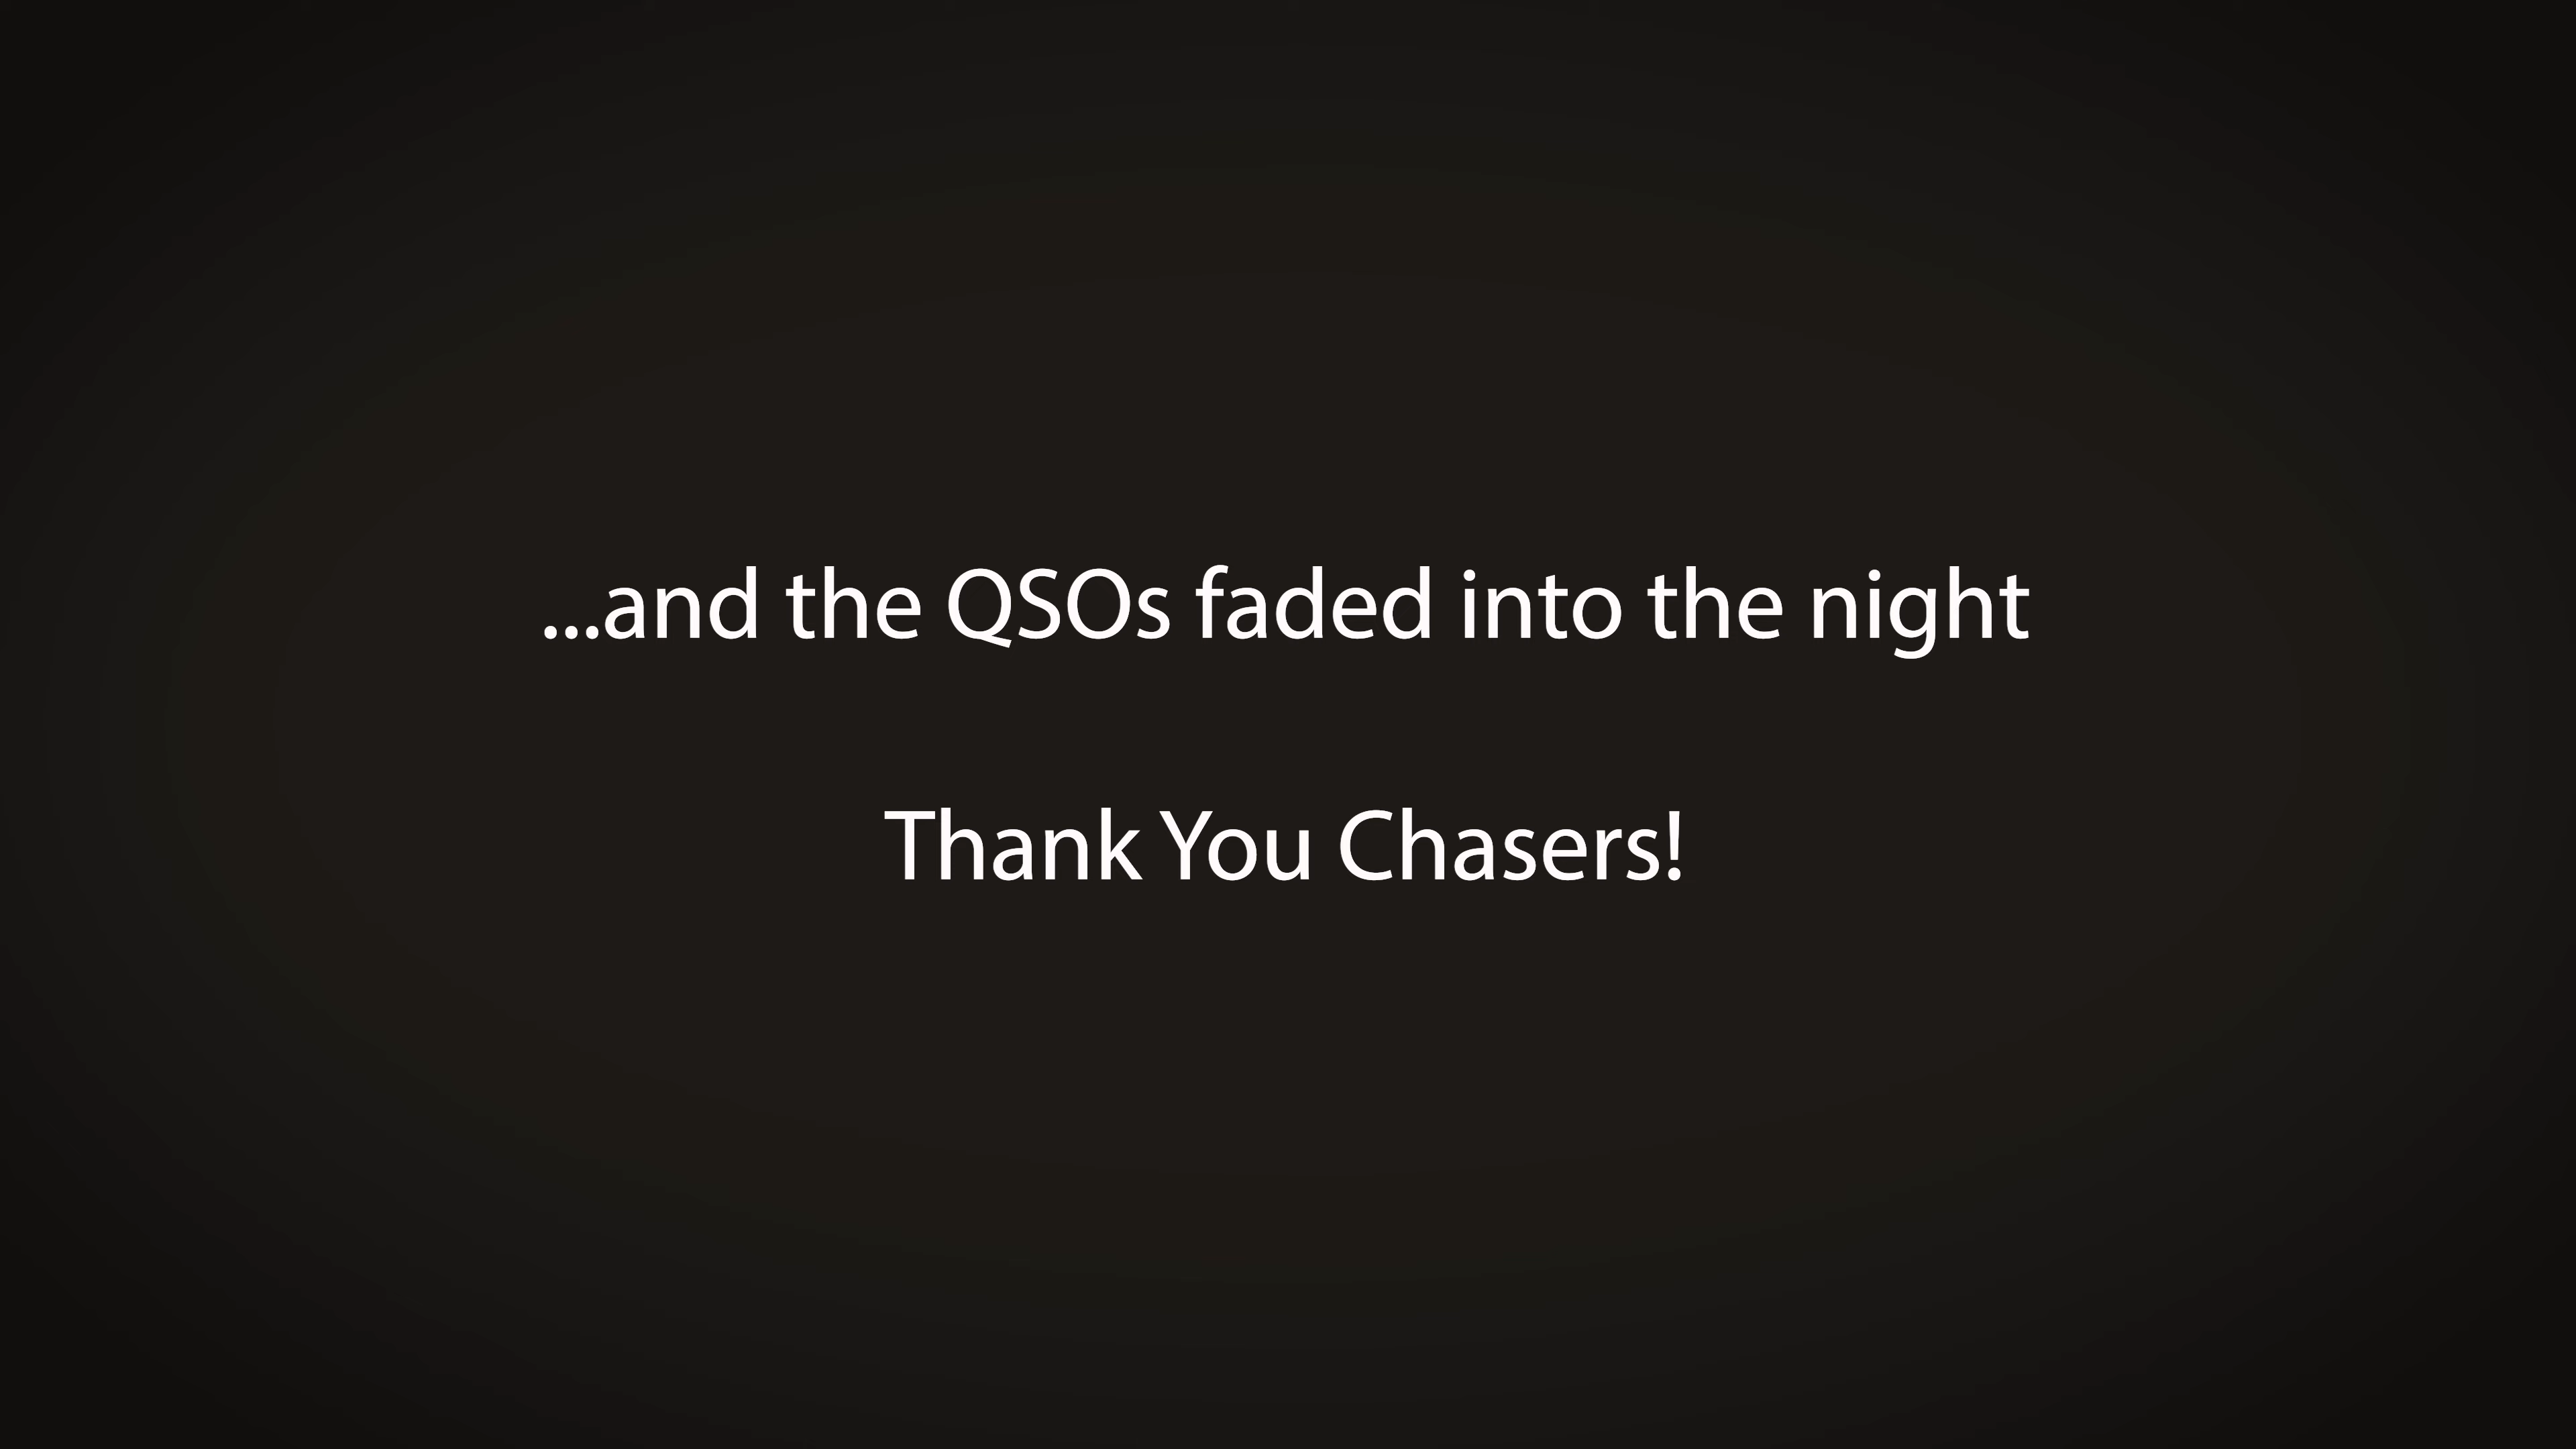 ...and the QSOs faded into the night
Thank You Chasers!